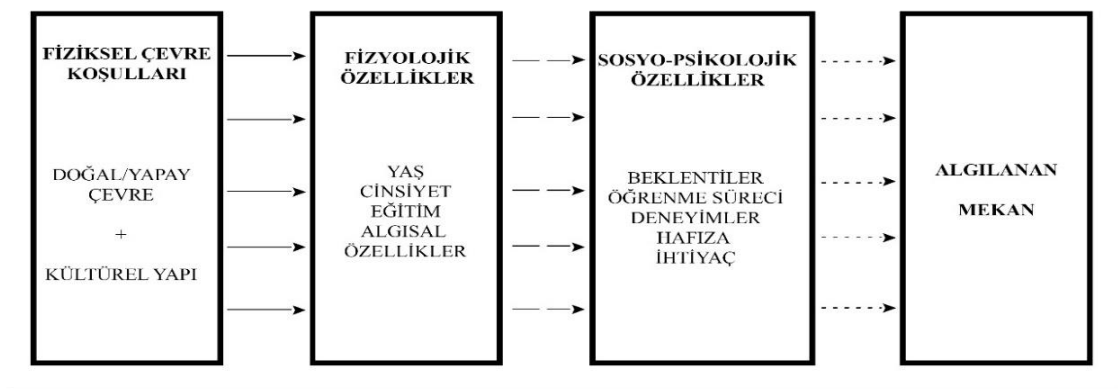 FİZİKSEL ÇEVRE
KOŞULLARI
DOĞAL/YAPAY
ÇEVRE
+
KÜLTÜREL YAPI
FİZYOLOJİK
ÖZELLİKLER
YAŞ
CİNSİYET
EĞİTİM
ALGISAL
ÖZELLİKLER
SOSYO-PSİKOLOJİK
ÖZELLİKLER
BEKLENTİLER
ÖĞRENME SÜRECİ
DENEYİMLER
HAFIZA
İHTİYAÇ
ALGILANAN
MEKAN